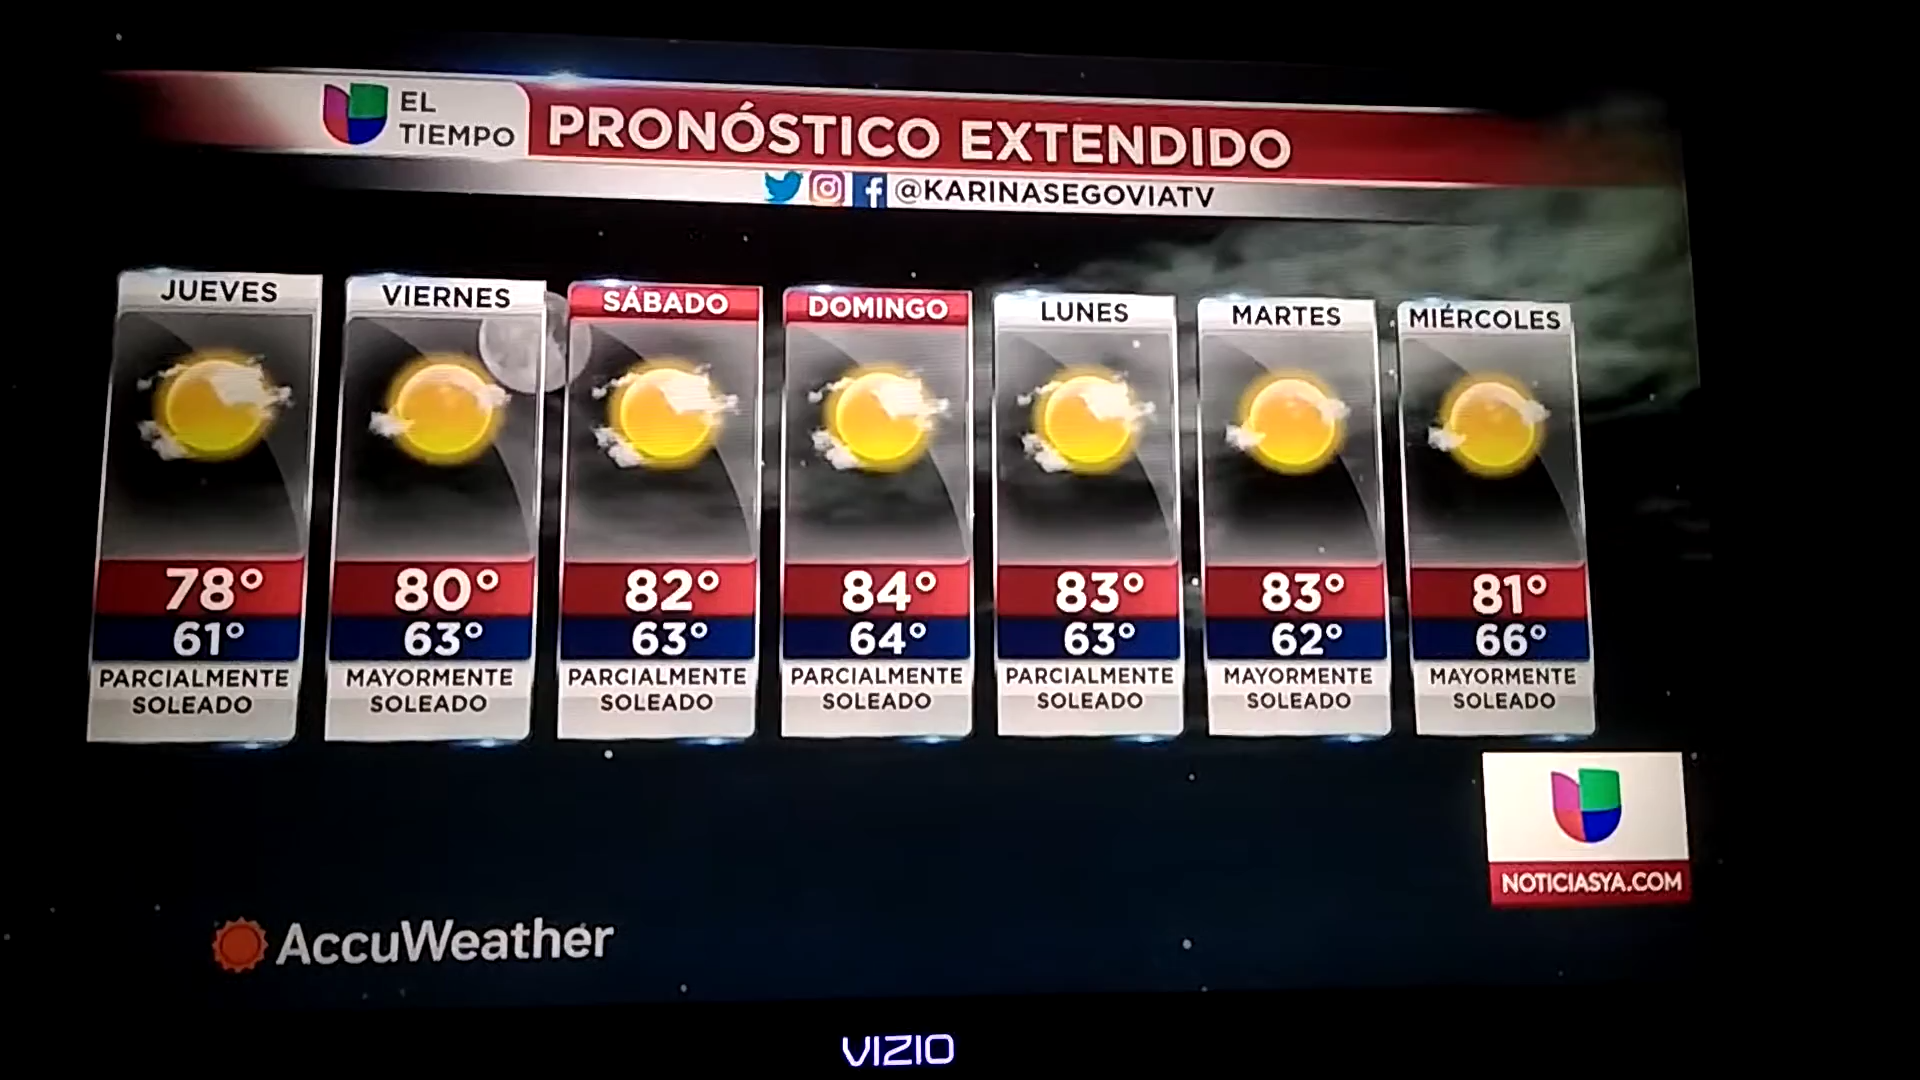 EL
TIEMPO
PRONÓSTICO EXTENDIDO
@KARINASEGOVIATV
JUEVES
78°
61°
PARCIALMENTE
SOLEADO
VIERNES
80°
63°
MAYORMENTE
SOLEADO
SÁBADO
82°
63°
PARCIALMENTE
SOLEADO
DOMINGO
84°
64°
PARCIALMENTE
SOLEADO
LUNES
83°
63°
PARCIALMENTE
SOLEADO
MARTES
83°
62°
MAYORMENTE
SOLEADO
MIÉRCOLES
81°
66°
MAYORMENTE
SOLEADO
NOTICIASYA.COM
AccuWeather
VIZIO